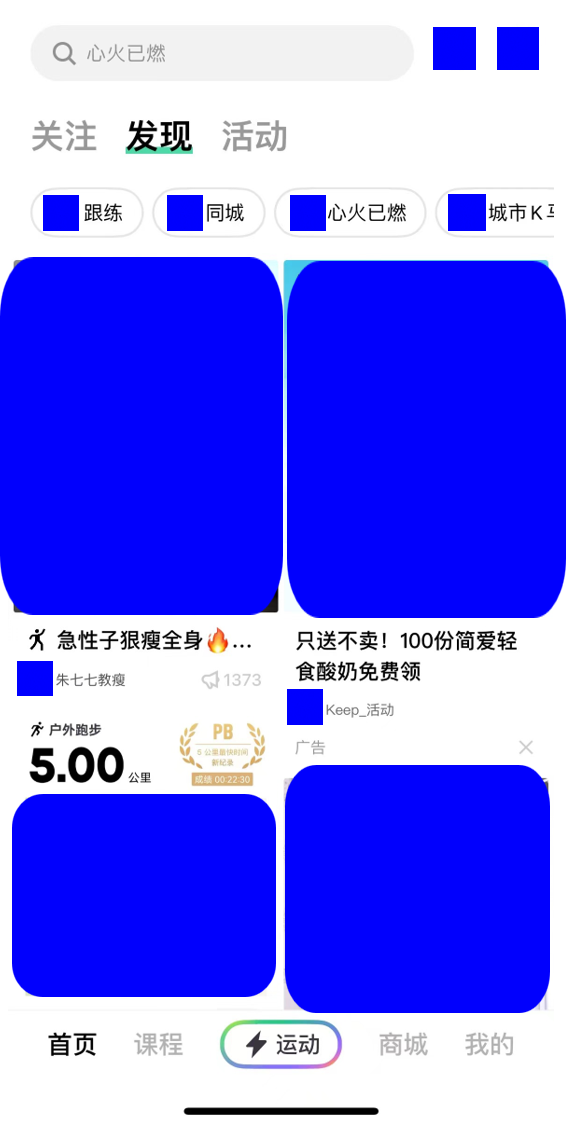 心火已燃
关注 发现 活动
跟练 同城 心火已燃 城市K
急性子狠瘦全身🔥...
朱七七教瘦 1373
只送不卖！100份简爱轻
食酸奶免费领
Keep_活动
广告
户外跑步
5.00 公里
PB
5 公里最快时间
新纪录
成绩 00:22:30
首页 课程 运动 商城 我的